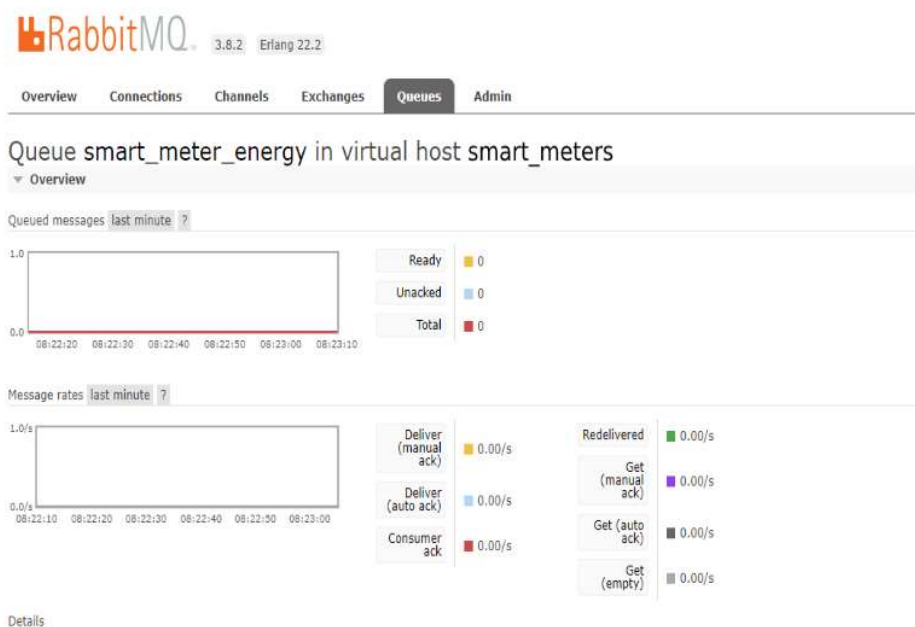 RabbitMQ 3.8.2 Erlang 22.2
Overview Connections Channels Exchanges Queues Admin
Queue smart_meter_energy in virtual host smart_meters
Overview
Queued messages last minute ?
1.0
0.0
08:22:20 08:22:30 08:22:40 08:22:50 08:23:00 08:23:10
Ready 0
Unacked 0
Total 0
Message rates last minute ?
1.0/s
0.0/s
08:22:10 08:22:20 08:22:30 08:22:40 08:22:50 08:23:00
Deliver
(manual
ack) 0.00/s
Deliver
(auto ack) 0.00/s
Consumer
ack 0.00/s
Redelivered 0.00/s
Get
(manual
ack) 0.00/s
Get (auto
ack) 0.00/s
Get
(empty) 0.00/s
Details